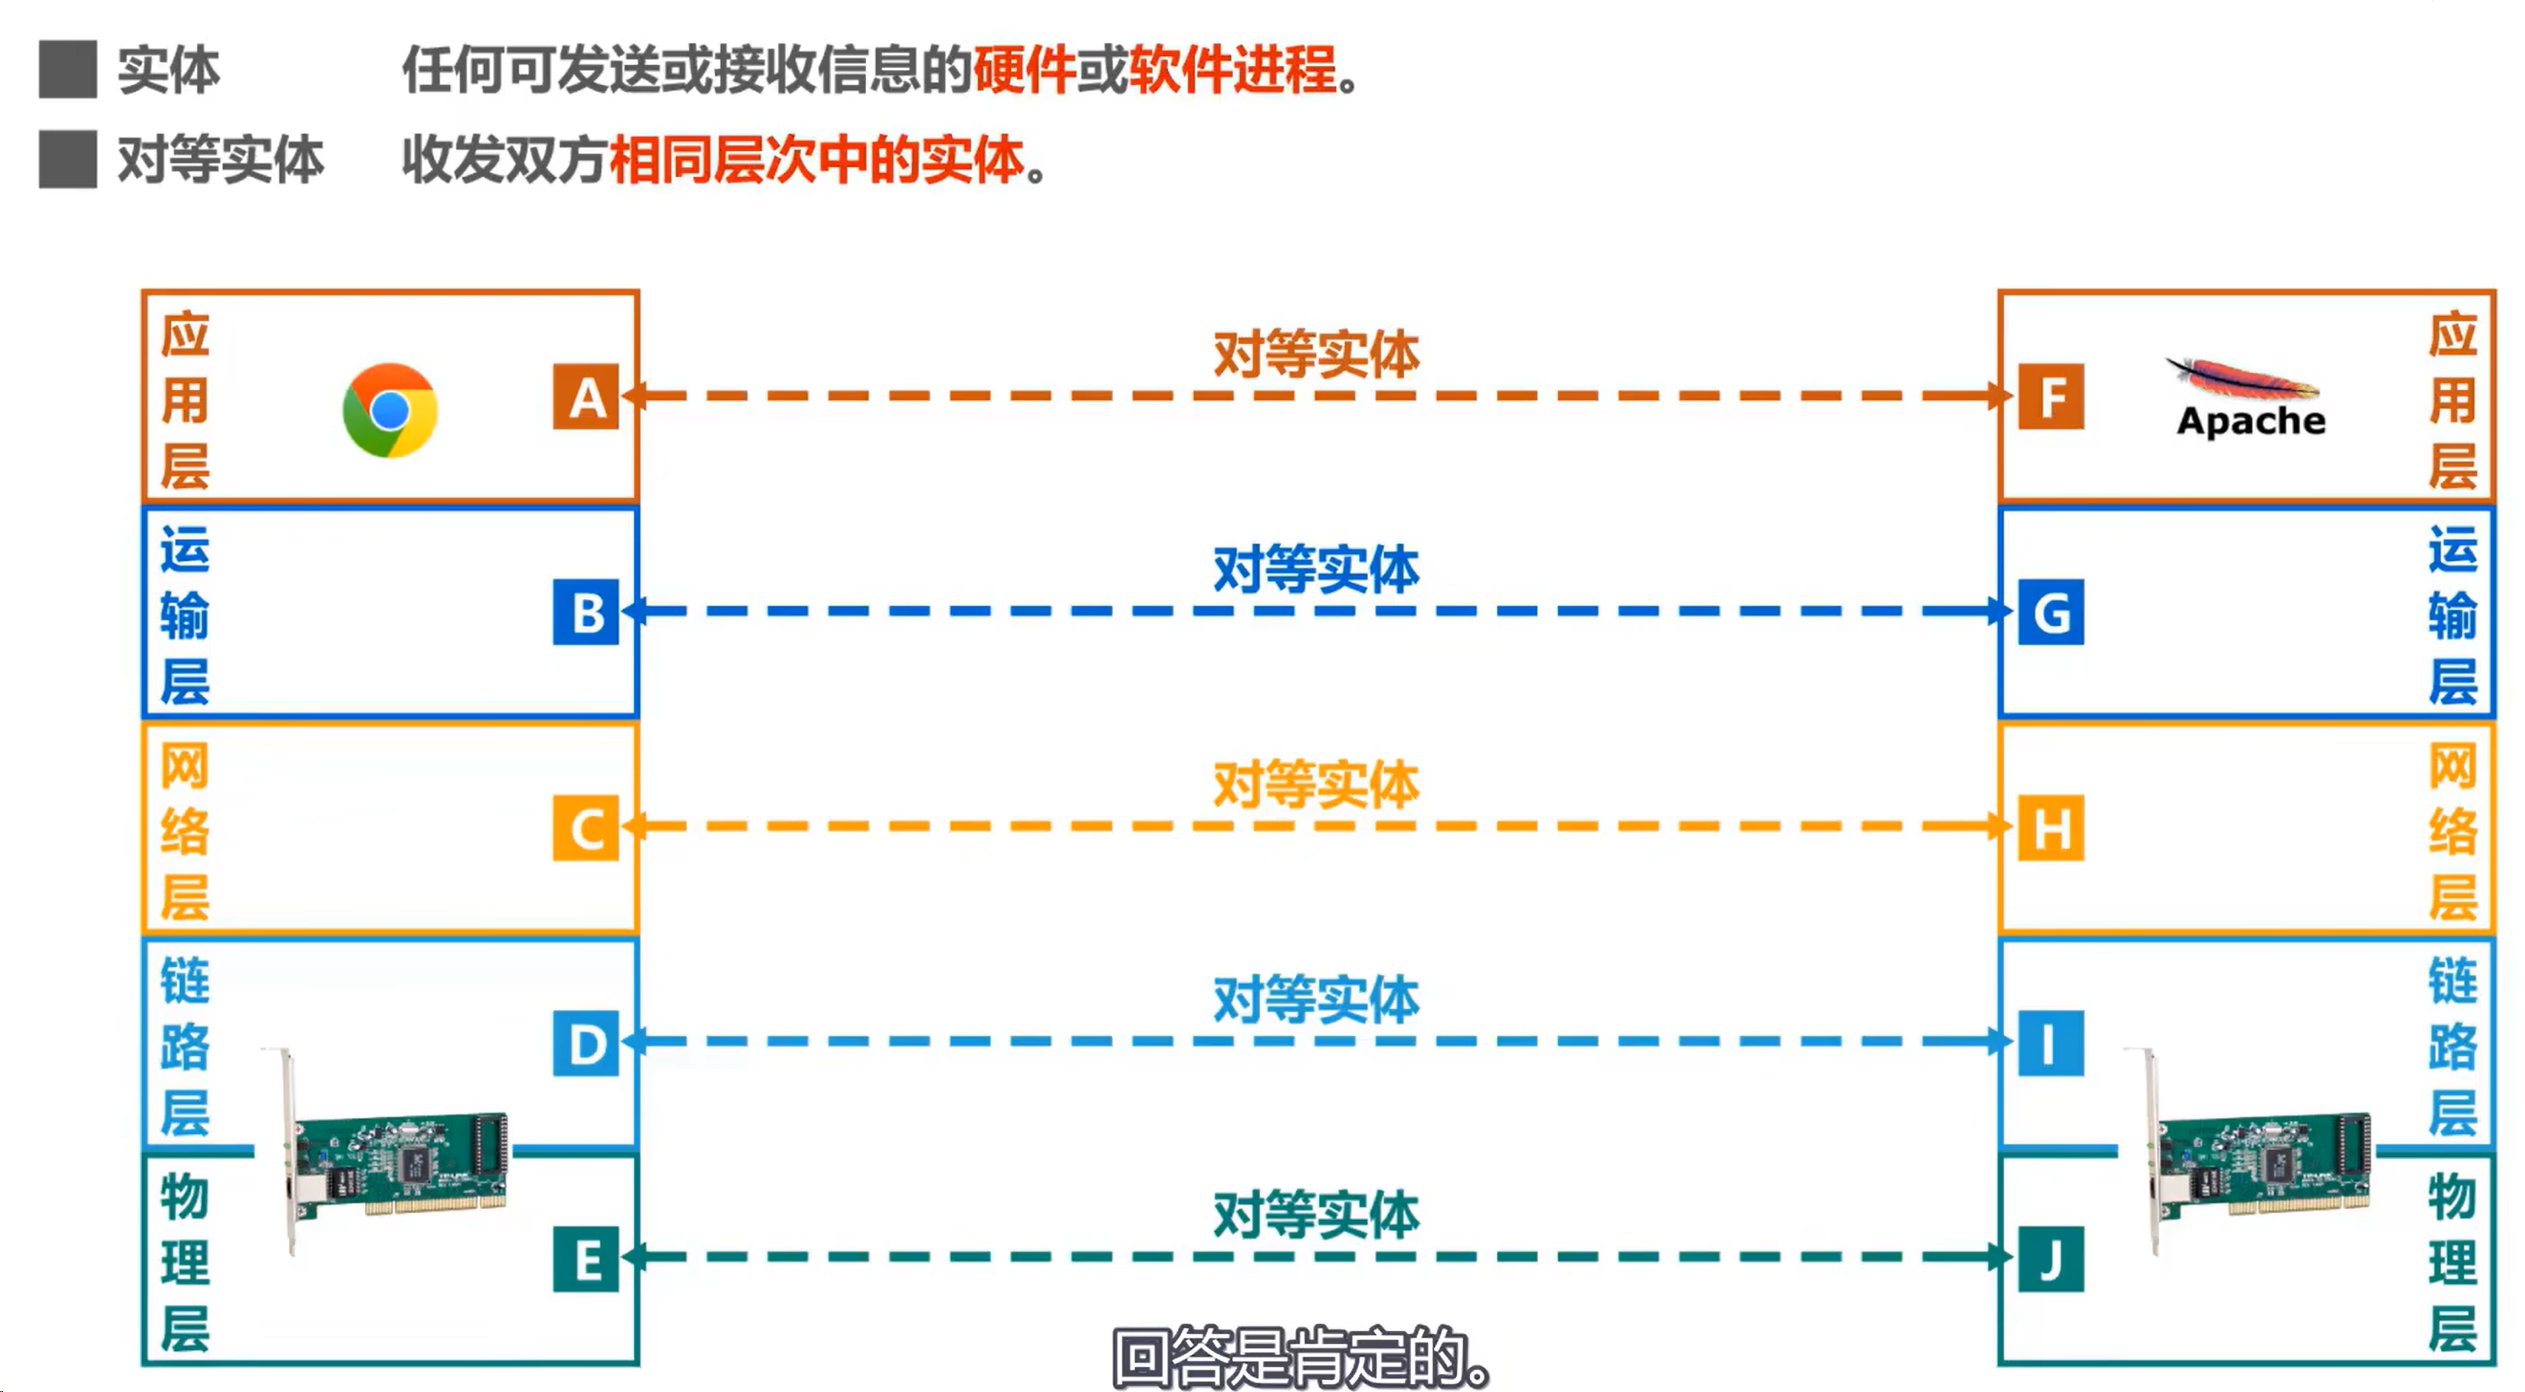 实体 任何可发送或接收信息的硬件或软件进程。
对等实体 收发双方相同层次中的实体。
应用层
A
对等实体
F
Apache
应用层
运输层
B
对等实体
G
运输层
网络层
C
对等实体
H
网络层
链路层
D
对等实体
I
链路层
物理层
E
对等实体
J
物理层
回答是肯定的。